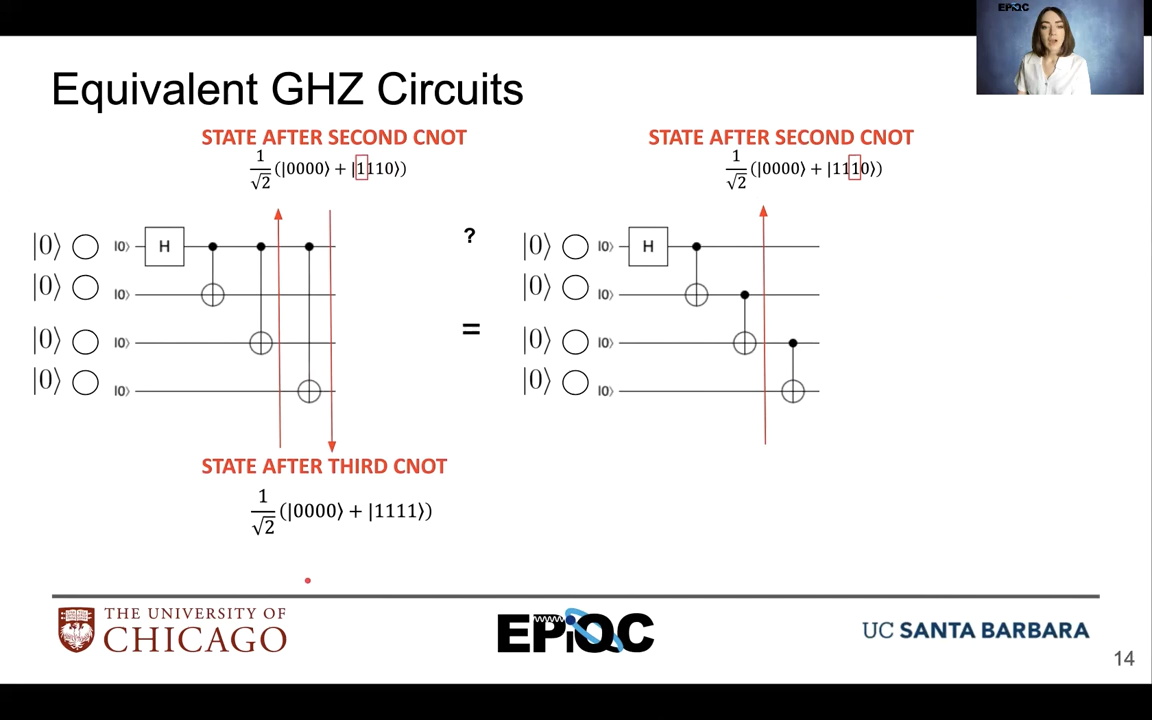 EPiQC
Equivalent GHZ Circuits
STATE AFTER SECOND CNOT
1/√2 (|0000⟩ + |1110⟩)
STATE AFTER SECOND CNOT
1/√2 (|0000⟩ + |1110⟩)
|0⟩ |0⟩ H
|0⟩ |0⟩
|0⟩ |0⟩
|0⟩ |0⟩
?
=
|0⟩ |0⟩ H
|0⟩ |0⟩
|0⟩ |0⟩
|0⟩ |0⟩
STATE AFTER THIRD CNOT
1/√2 (|0000⟩ + |1111⟩)
THE UNIVERSITY OF
CHICAGO
EPiQC
UC SANTA BARBARA
14